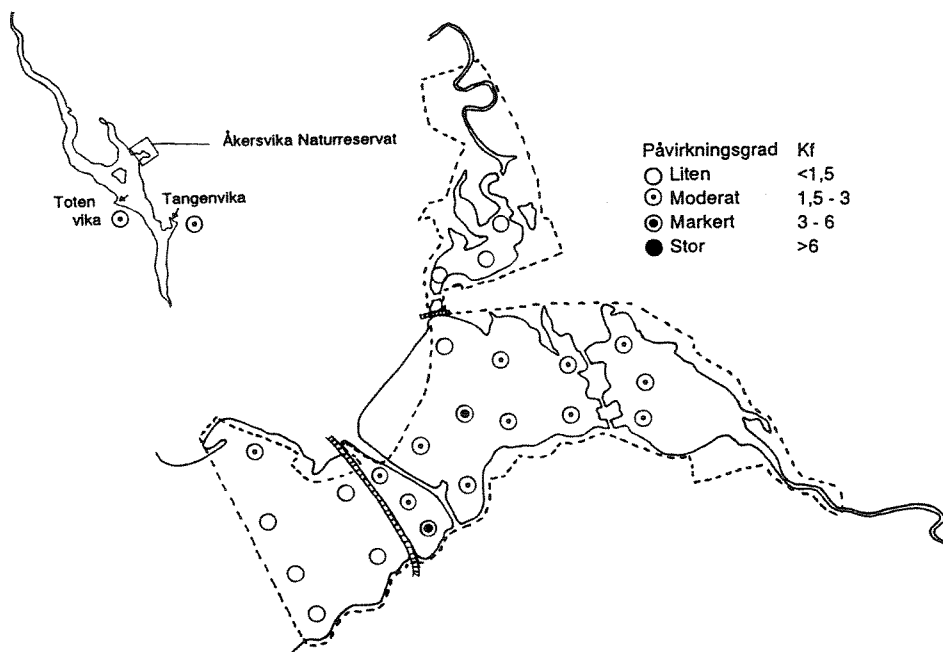 Åkersvika Naturreservat
Toten
vika
Tangenvika
Påvirkningsgrad Kf
Liten <1,5
Moderat 1,5 - 3
Markert 3 - 6
Stor >6